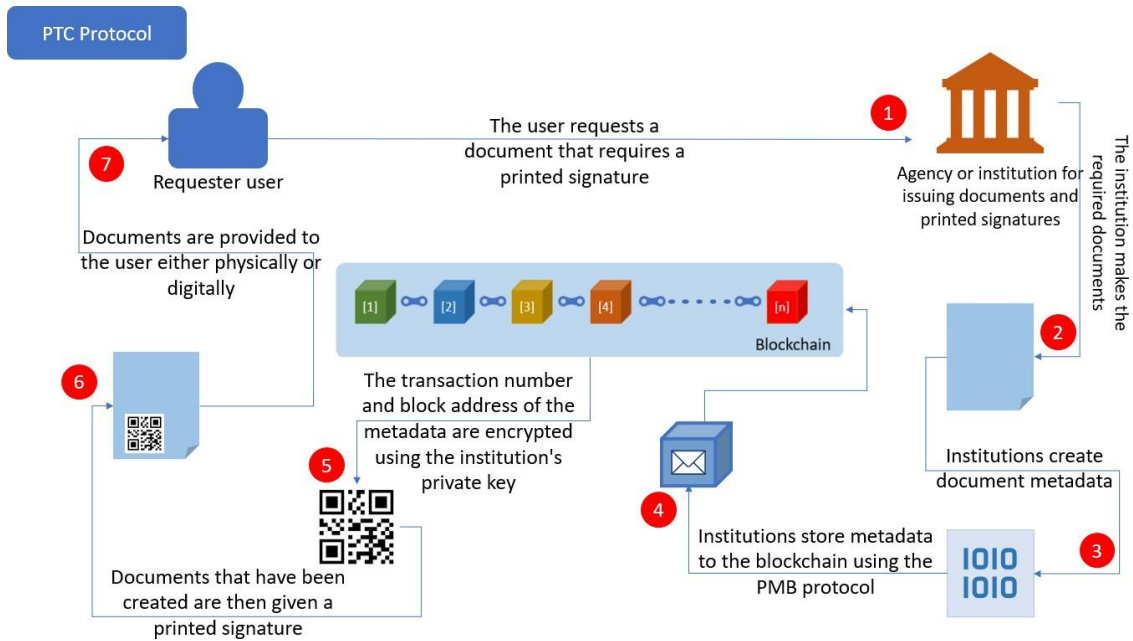 PTC Protocol
1
The user requests a
document that requires a
printed signature
Requester user
7
Agency or institution for
issuing documents and
printed signatures
The institution makes the
required documents
Documents are provided to
the user either physically or
digitally
[1]
[2]
[3]
[4]
[n]
Blockchain
2
6
The transaction number
and block address of the
metadata are encrypted
using the institution's
private key
5
4
Institutions create
document metadata
3
Institutions store metadata
to the blockchain using the
PMB protocol
IOIO
IOIO
Documents that have been
created are then given a
printed signature